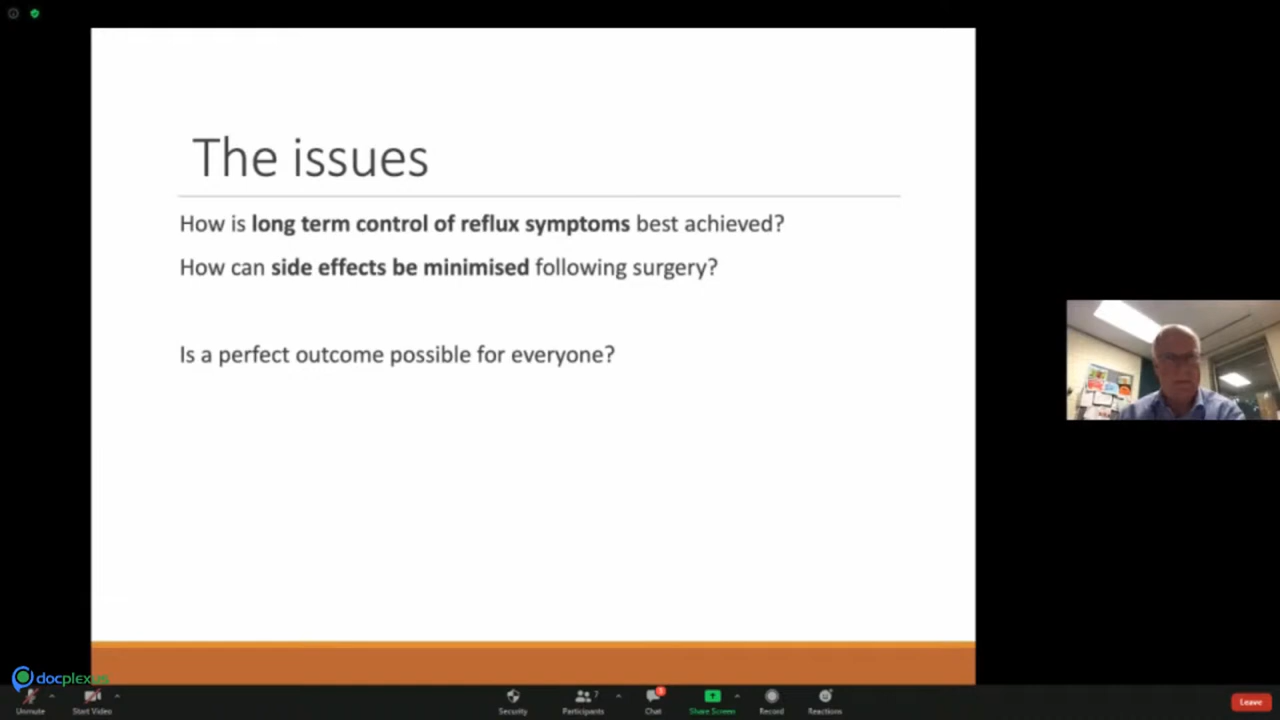 The issues
How is long term control of reflux symptoms best achieved?
How can side effects be minimised following surgery?
Is a perfect outcome possible for everyone?
docplexus
Unmute
Start Video
Security
Participants
7
Chat
Share Screen
Record
Reactions
Leave